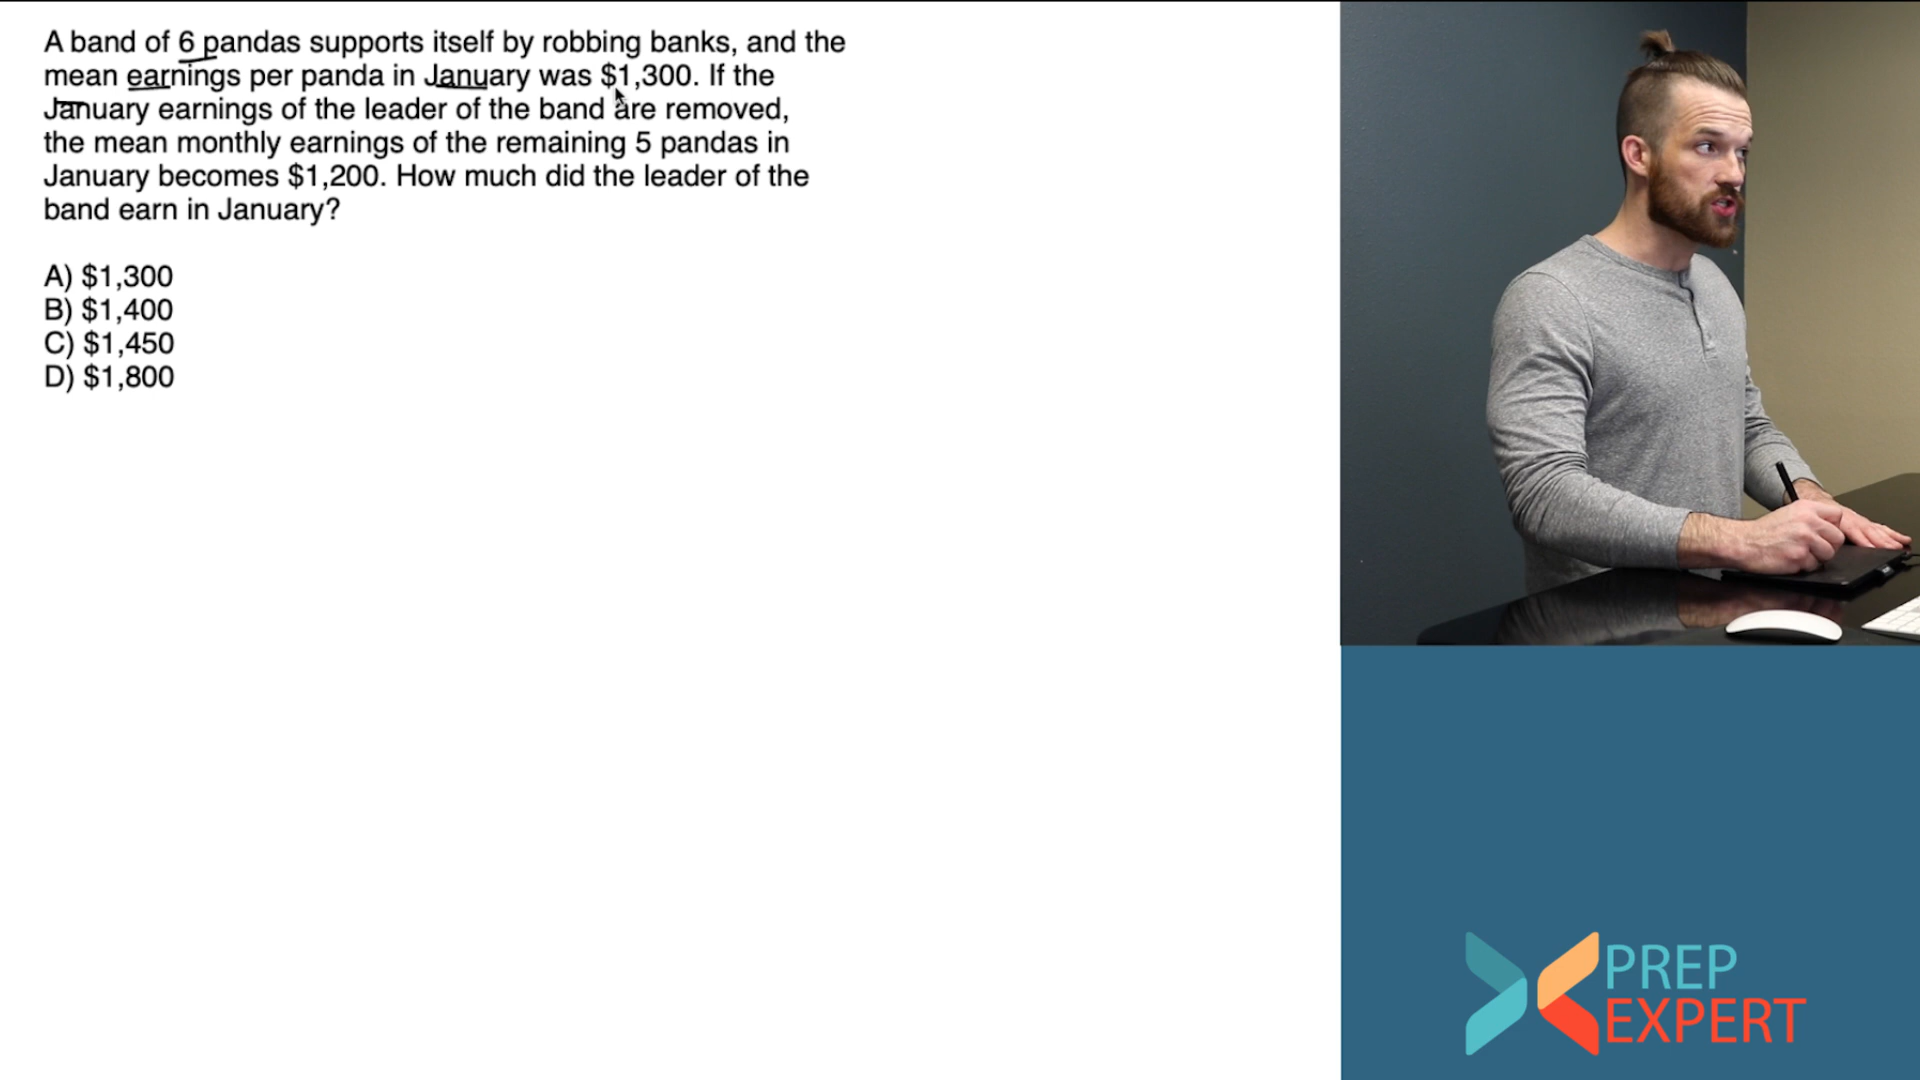 A band of 6 pandas supports itself by robbing banks, and the
mean earnings per panda in January was $1,300. If the
January earnings of the leader of the band are removed,
the mean monthly earnings of the remaining 5 pandas in
January becomes $1,200. How much did the leader of the
band earn in January?
A) $1,300
B) $1,400
C) $1,450
D) $1,800
PREP
EXPERT